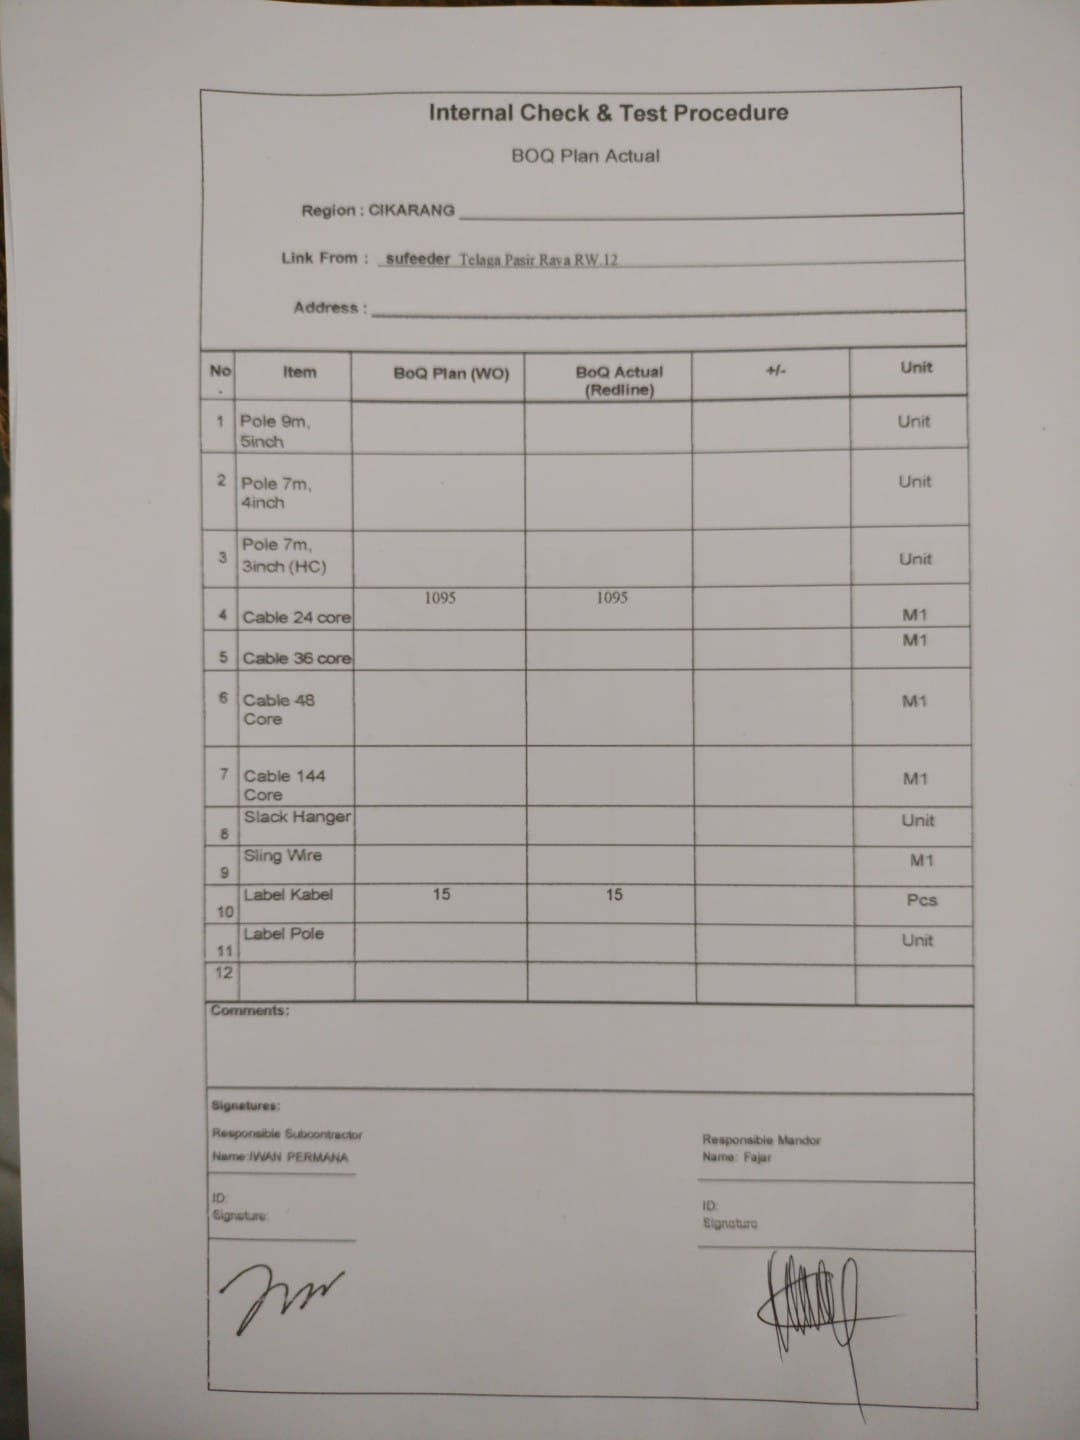 Internal Check & Test Procedure
BOQ Plan Actual
Region : CIKARANG
Link From : sufeeder Telaga Pasir Raya RW.12
Address :
No. Item BoQ Plan (WO) BoQ Actual (Redline) +/- Unit
1 Pole 9m, 5inch Unit
2 Pole 7m, 4inch Unit
3 Pole 7m, 3inch (HC) Unit
4 Cable 24 core 1095 1095 M1
5 Cable 36 core M1
6 Cable 48 Core M1
7 Cable 144 Core M1
8 Slack Hanger Unit
9 Sling Wire M1
10 Label Kabel 15 15 Pcs
11 Label Pole Unit
12
Comments:
Signatures:
Responsible Subcontractor
Name:IWAN PERMANA
ID:
Signature:
Responsible Mandor
Name: Fajar
ID:
Signature